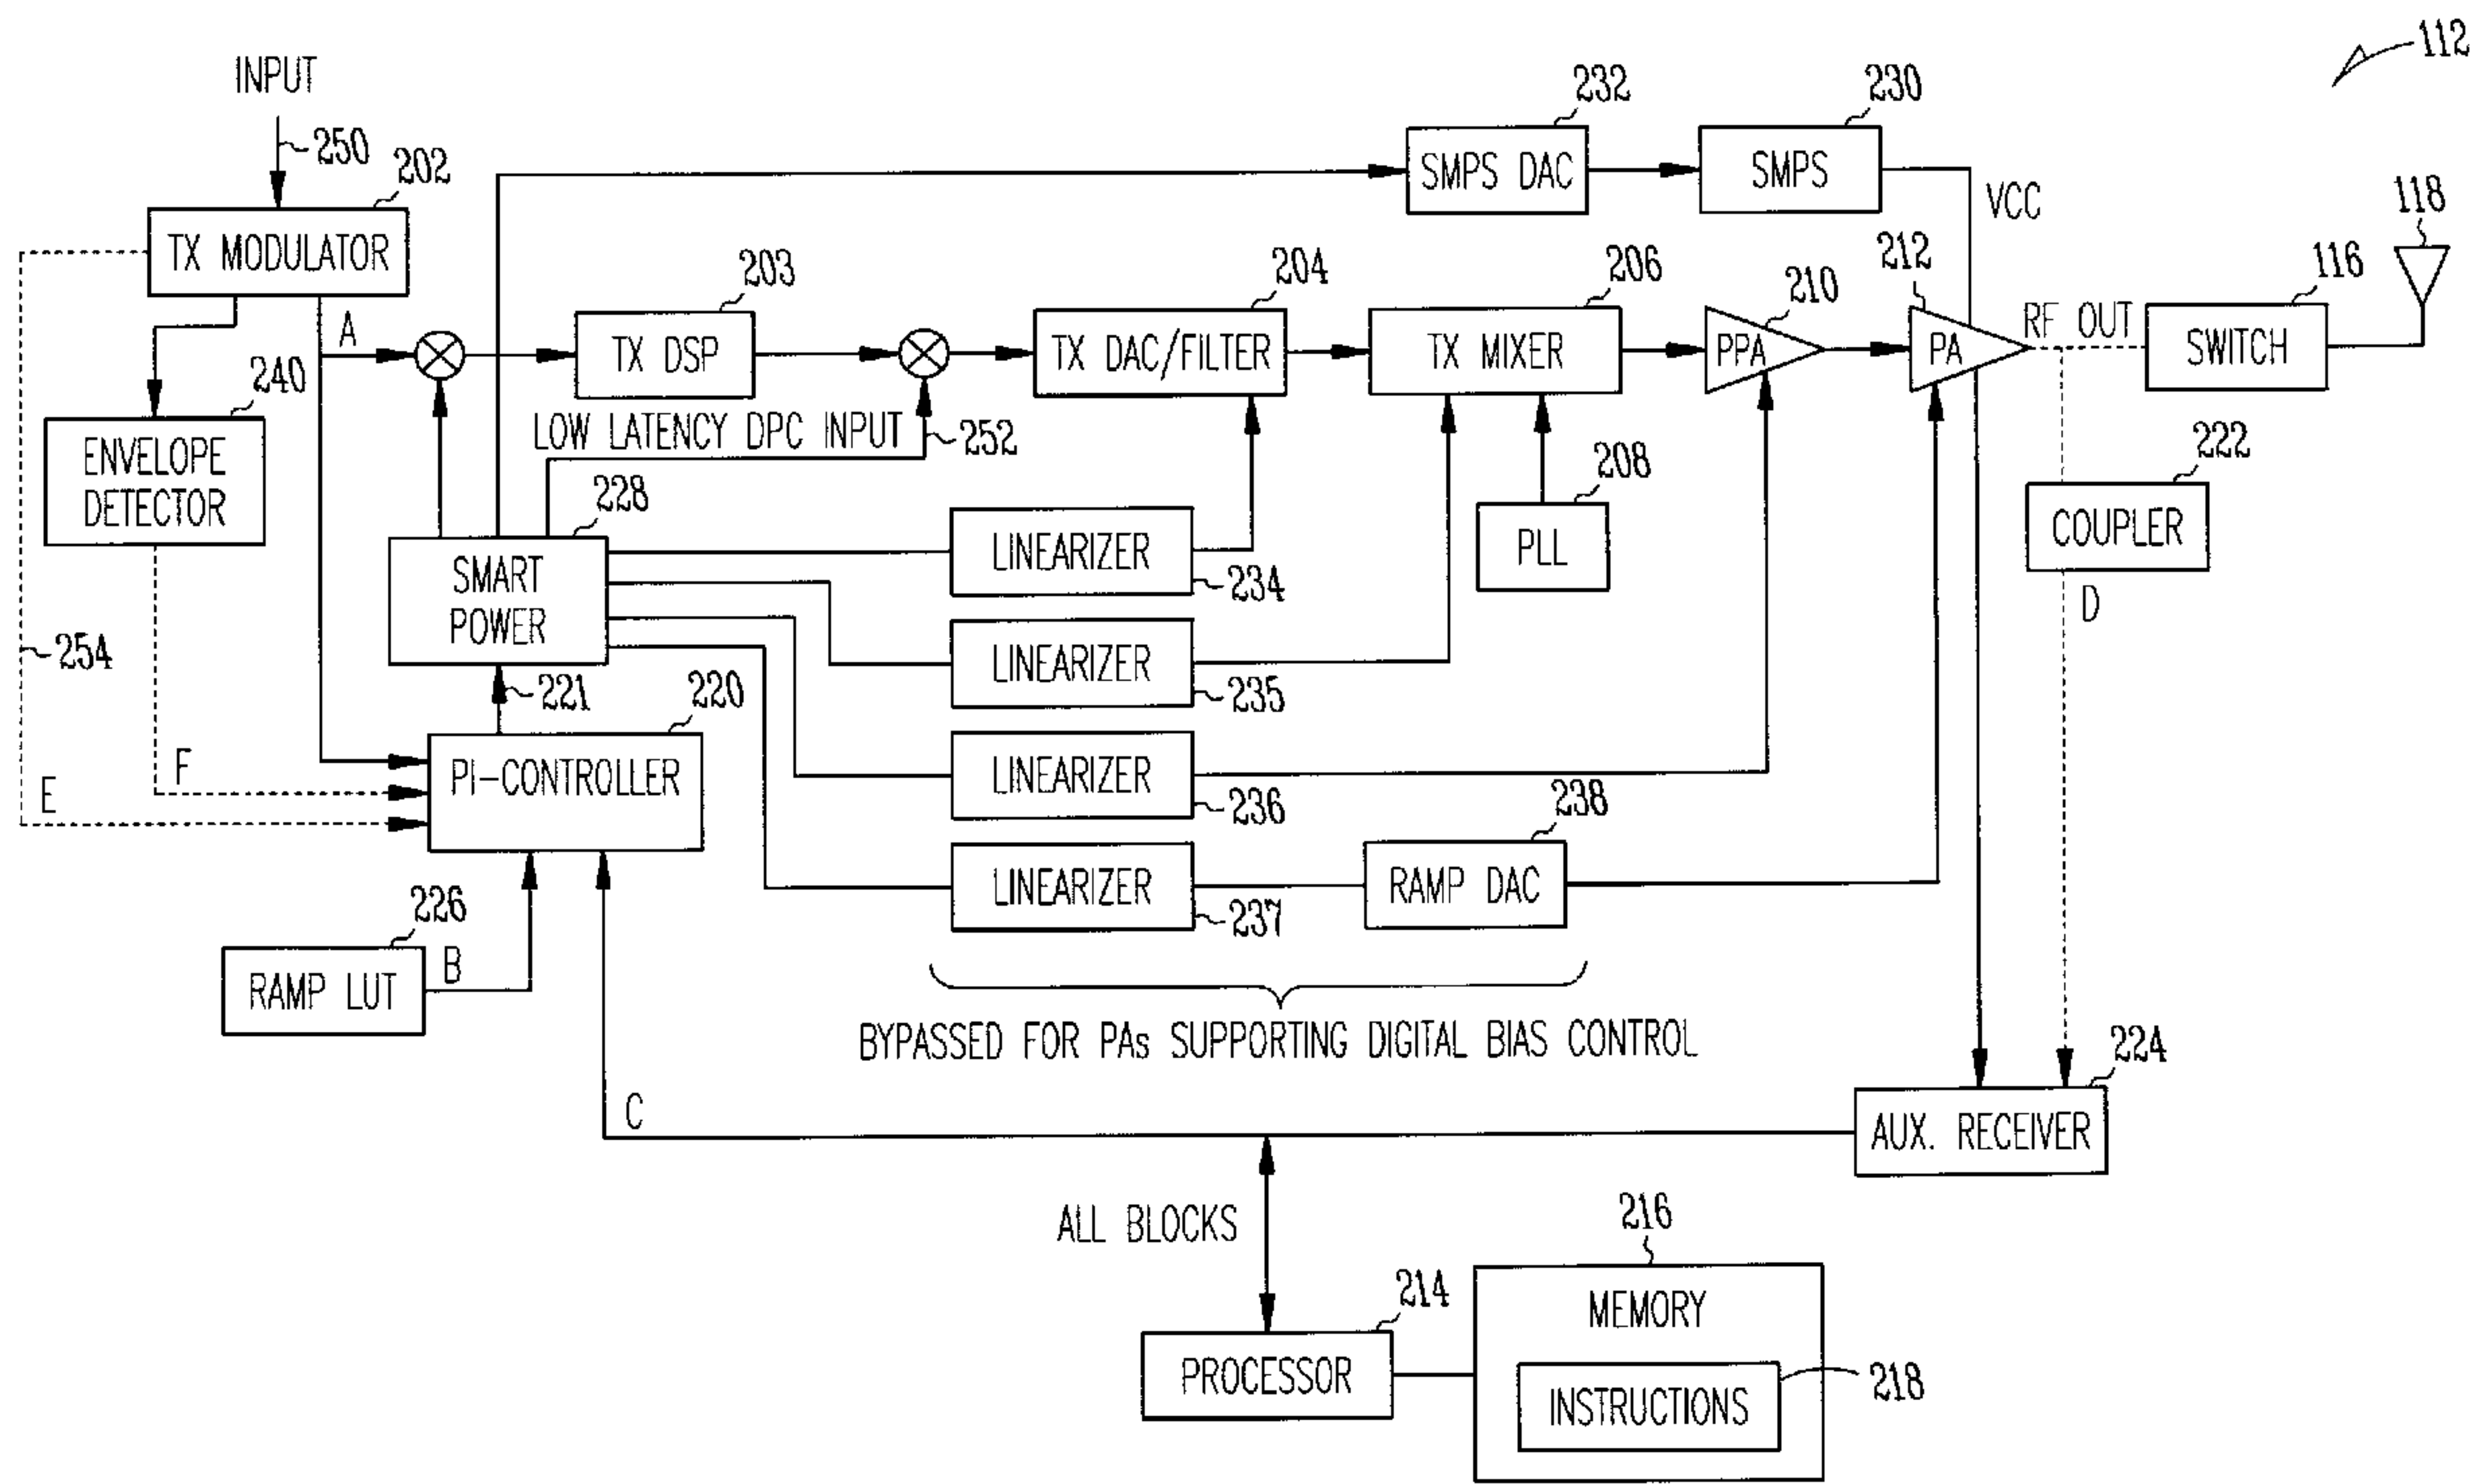 112
INPUT
250
202
TX MODULATOR
232
SMPS DAC
230
SMPS
VCC
118
A
203
TX DSP
204
TX DAC/FILTER
206
TX MIXER
210
PPA
212
PA
RF OUT
116
SWITCH
240
ENVELOPE
DETECTOR
LOW LATENCY DPC INPUT
252
208
PLL
222
COUPLER
D
228
SMART
POWER
LINEARIZER
234
LINEARIZER
235
254
221
220
PI-CONTROLLER
F
E
LINEARIZER
236
238
LINEARIZER
237
RAMP DAC
226
RAMP LUT
B
BYPASSED FOR PAs SUPPORTING DIGITAL BIAS CONTROL
224
AUX. RECEIVER
C
ALL BLOCKS
216
MEMORY
214
PROCESSOR
INSTRUCTIONS
218